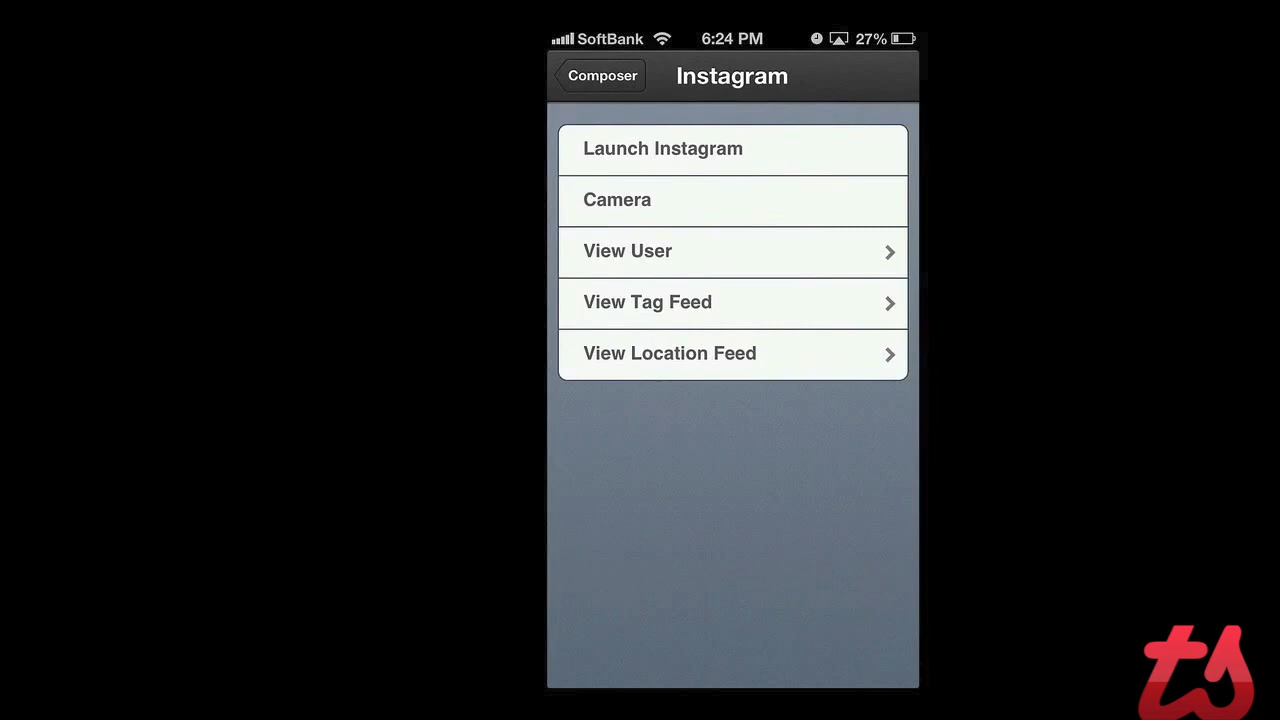 SoftBank 6:24 PM 27%
Composer Instagram
Launch Instagram
Camera
View User
View Tag Feed
View Location Feed